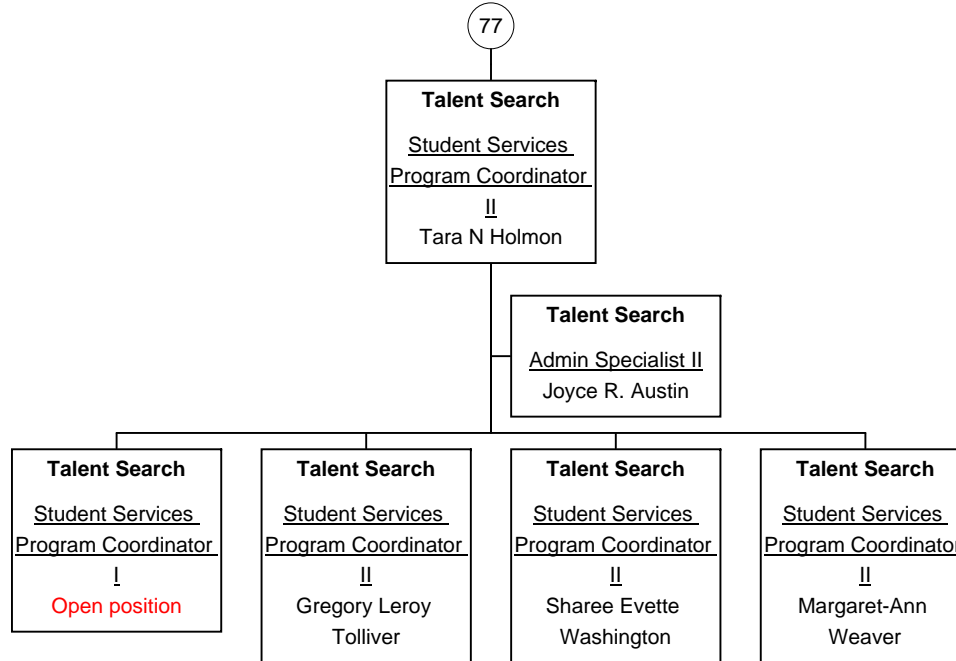 77
Talent Search
Student Services
Program Coordinator
II
Tara N Holmon
Talent Search
Admin Specialist II
Joyce R. Austin
Talent Search
Student Services
Program Coordinator
I
Open position
Talent Search
Student Services
Program Coordinator
II
Gregory Leroy
Tolliver
Talent Search
Student Services
Program Coordinator
II
Sharee Evette
Washington
Talent Search
Student Services
Program Coordinator
II
Margaret-Ann
Weaver